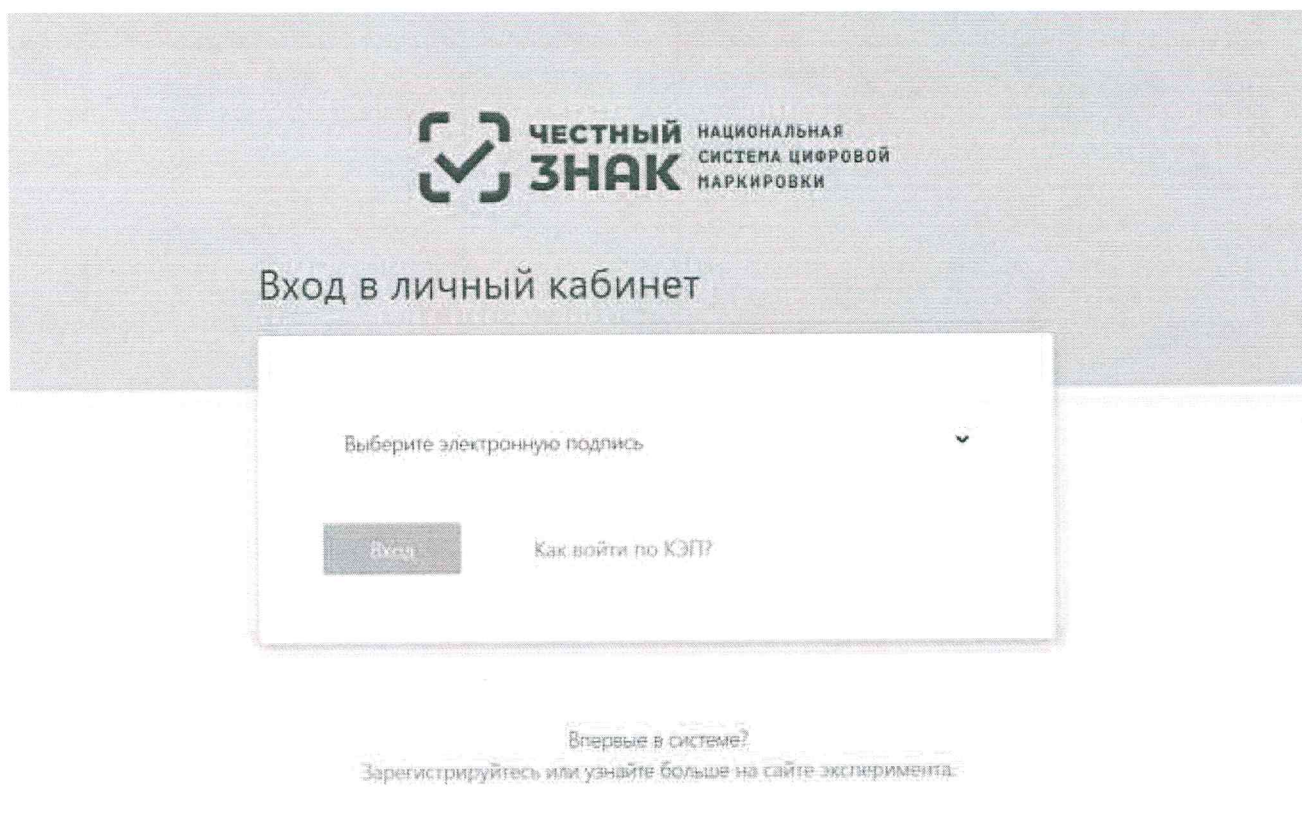 ЧЕСТНЫЙ
ЗНАК
НАЦИОНАЛЬНАЯ
СИСТЕМА ЦИФРОВОЙ
МАРКИРОВКИ
Вход в личный кабинет
Выберите электронную подпись
Вход
Как войти по КЭП?
Впервые в системе?
Зарегистрируйтесь или узнайте больше на сайте эксперимента.